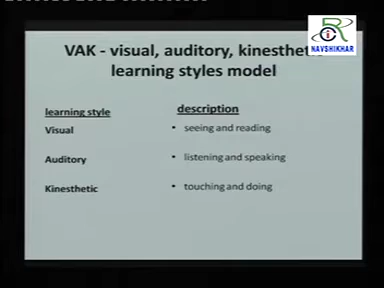 NAVSHIKHAR
VAK - visual, auditory, kinesthetic
learning styles model
learning style description
Visual • seeing and reading
Auditory • listening and speaking
Kinesthetic • touching and doing